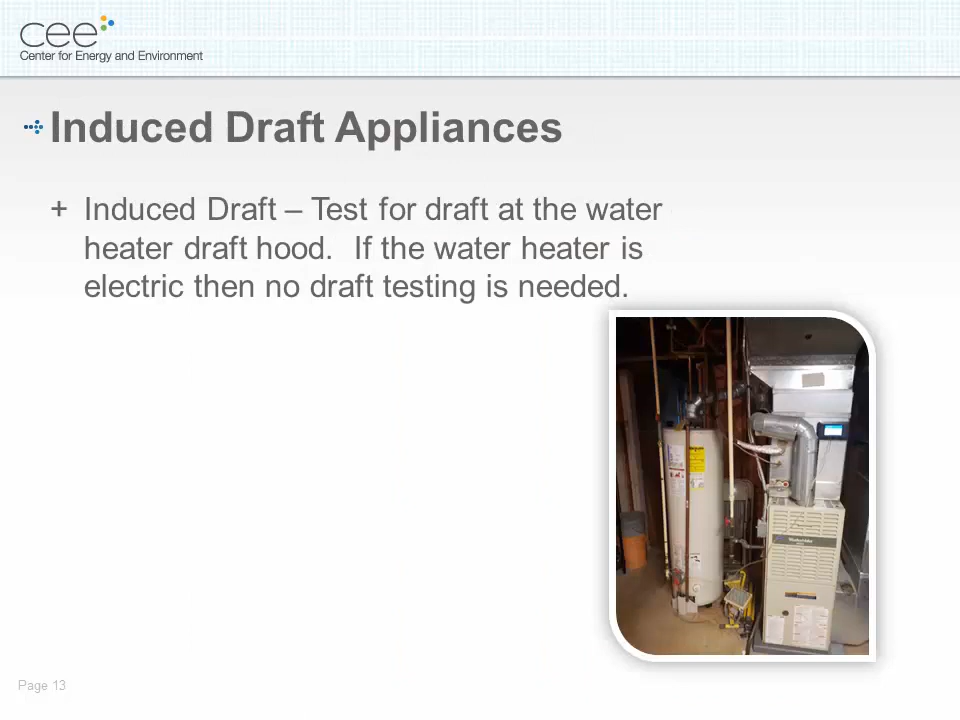 cee
Center for Energy and Environment
Induced Draft Appliances
+ Induced Draft – Test for draft at the water
heater draft hood. If the water heater is
electric then no draft testing is needed.
Page 13